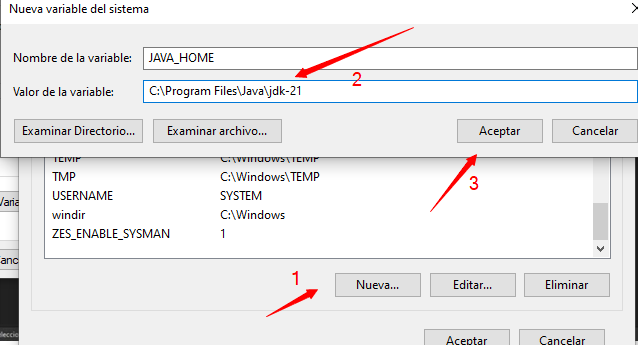 Nueva variable del sistema
Nombre de la variable: JAVA_HOME
2
Valor de la variable: C:\Program Files\Java\jdk-21
Examinar Directorio... Examinar archivo... Aceptar Cancelar
TEMP C:\Windows\TEMP
TMP C:\Windows\TEMP
3
USERNAME SYSTEM
windir C:\Windows
ZES_ENABLE_SYSMAN 1
1
Nueva... Editar... Eliminar
Aceptar Cancelar